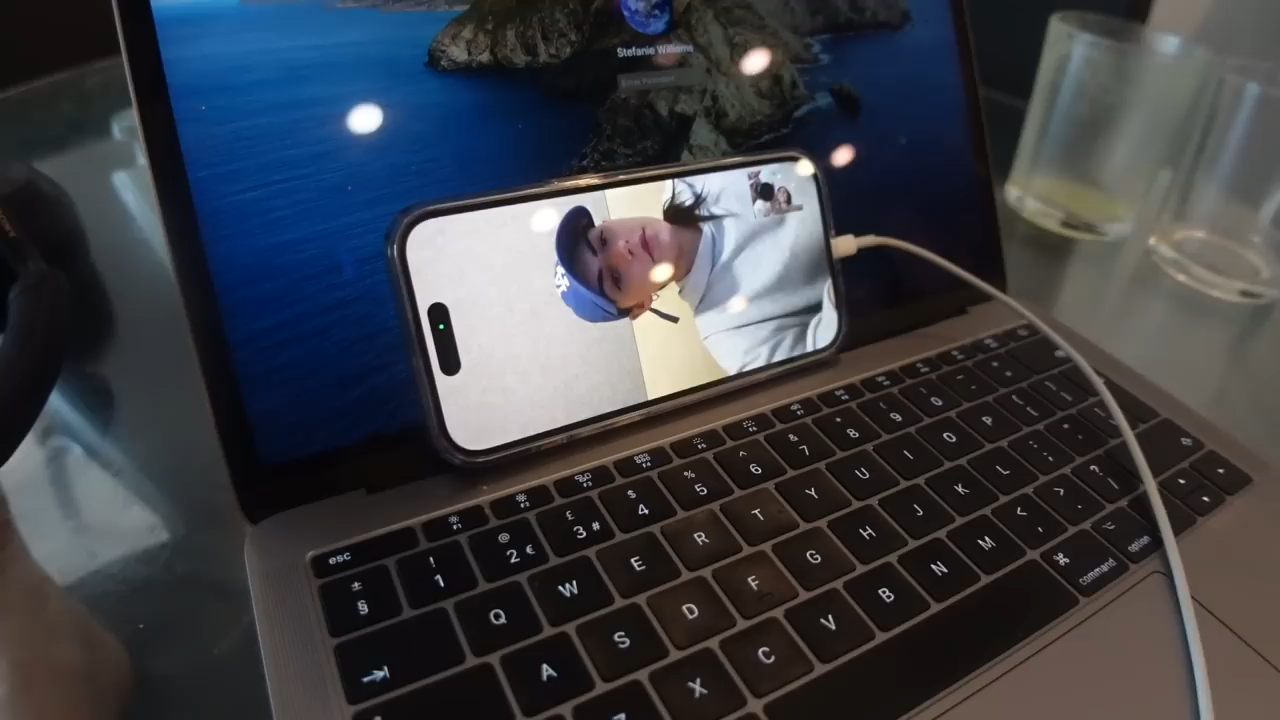 Stefanie Williams
esc
F1
F2
F3
F4
F5
F6
F7
± §
! 1
@ 2 €
£ 3 #
$ 4
% 5
^ 6
& 7
* 8
( 9
) 0
Q W E R T Y U I O P { [
A S D F G H J K L : ;
X C V B N M < , > . ? /
⌘ command
⌥ option